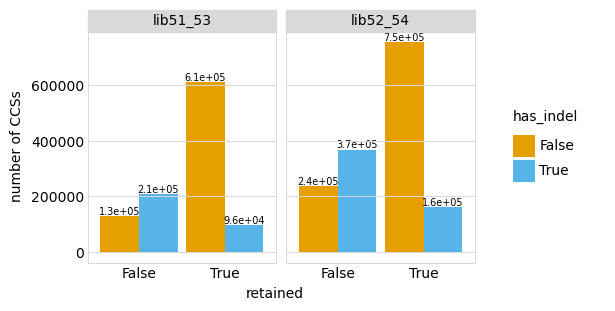 lib51_53
lib52_54
number of CCSs
600000
400000
200000
0
1.3e+05
2.1e+05
6.1e+05
9.6e+04
2.4e+05
3.7e+05
7.5e+05
1.6e+05
False
True
False
True
retained
has_indel
False
True